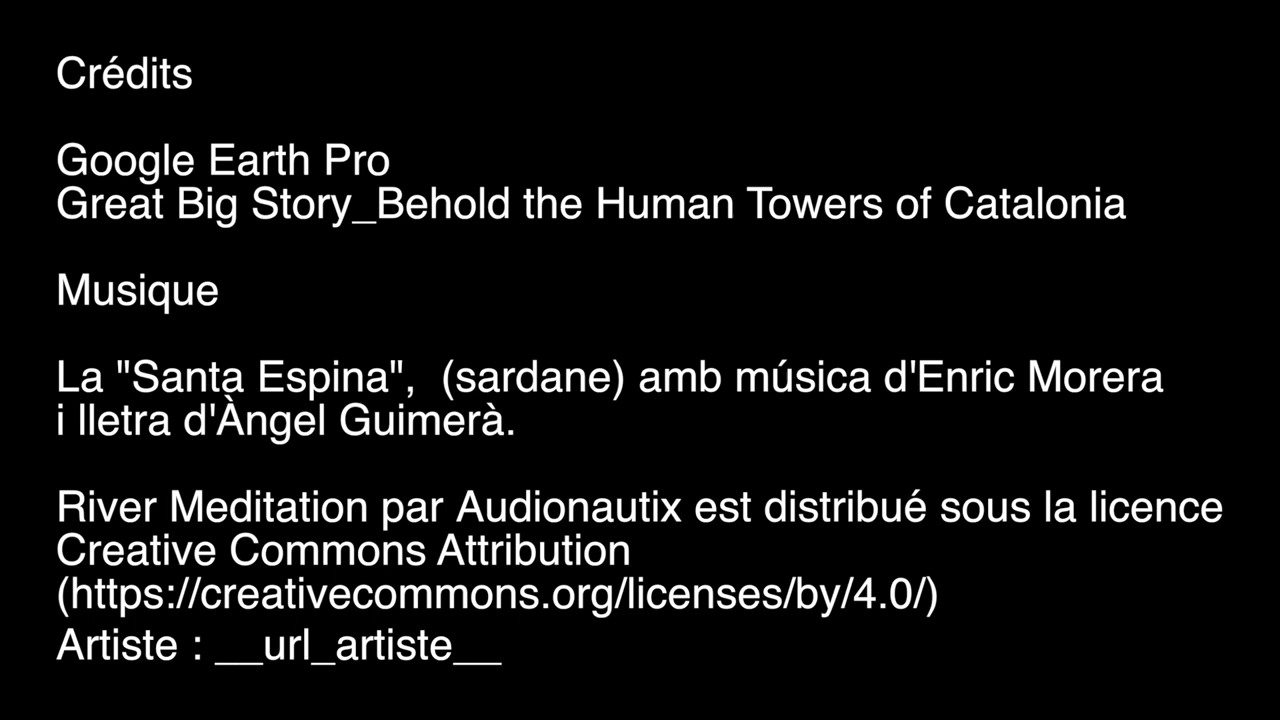 Crédits
Google Earth Pro
Great Big Story_Behold the Human Towers of Catalonia
Musique
La "Santa Espina",  (sardane) amb música d'Enric Morera
i lletra d'Àngel Guimerà.
River Meditation par Audionautix est distribué sous la licence
Creative Commons Attribution
(https://creativecommons.org/licenses/by/4.0/)
Artiste : __url_artiste__